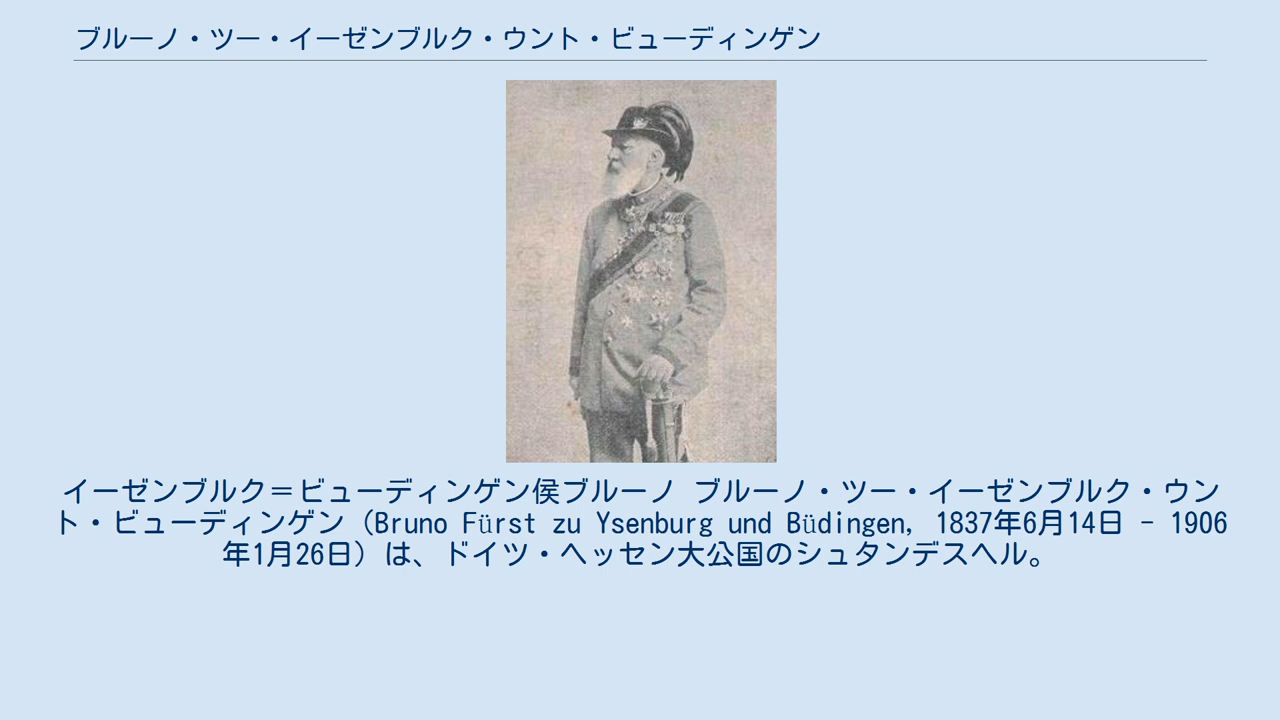 ブルーノ・ツー・イーゼンブルク・ウント・ビューディンゲン
イーゼンブルク＝ビューディンゲン侯ブルーノ ブルーノ・ツー・イーゼンブルク・ウン
ト・ビューディンゲン（Bruno Fürst zu Ysenburg und Büdingen, 1837年6月14日 - 1906
年1月26日）は、ドイツ・ヘッセン大公国のシュタンデスヘル。